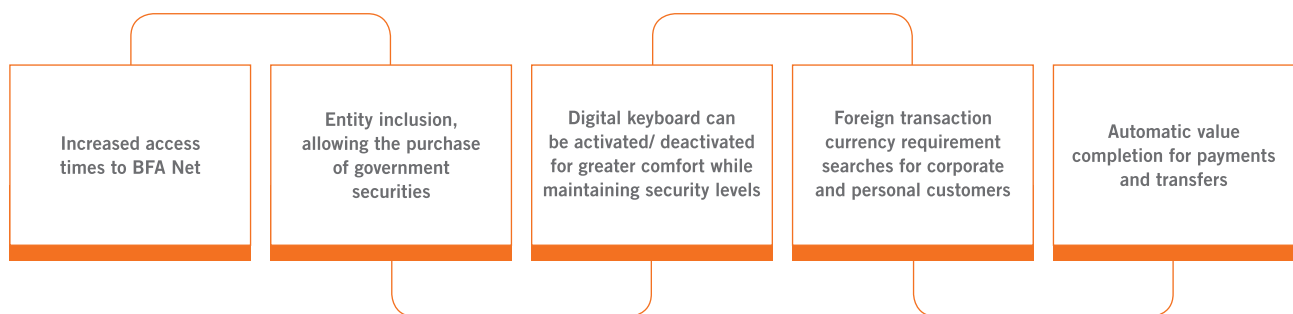 Increased access
times to BFA Net
Entity inclusion,
allowing the purchase
of government
securities
Digital keyboard can
be activated/ deactivated
for greater comfort while
maintaining security levels
Foreign transaction
currency requirement
searches for corporate
and personal customers
Automatic value
completion for payments
and transfers